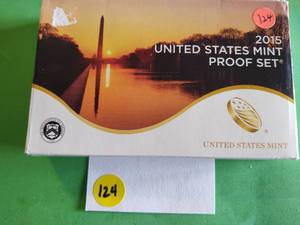 124
2015
UNITED STATES MINT
PROOF SET®
UNITED STATES MINT
124